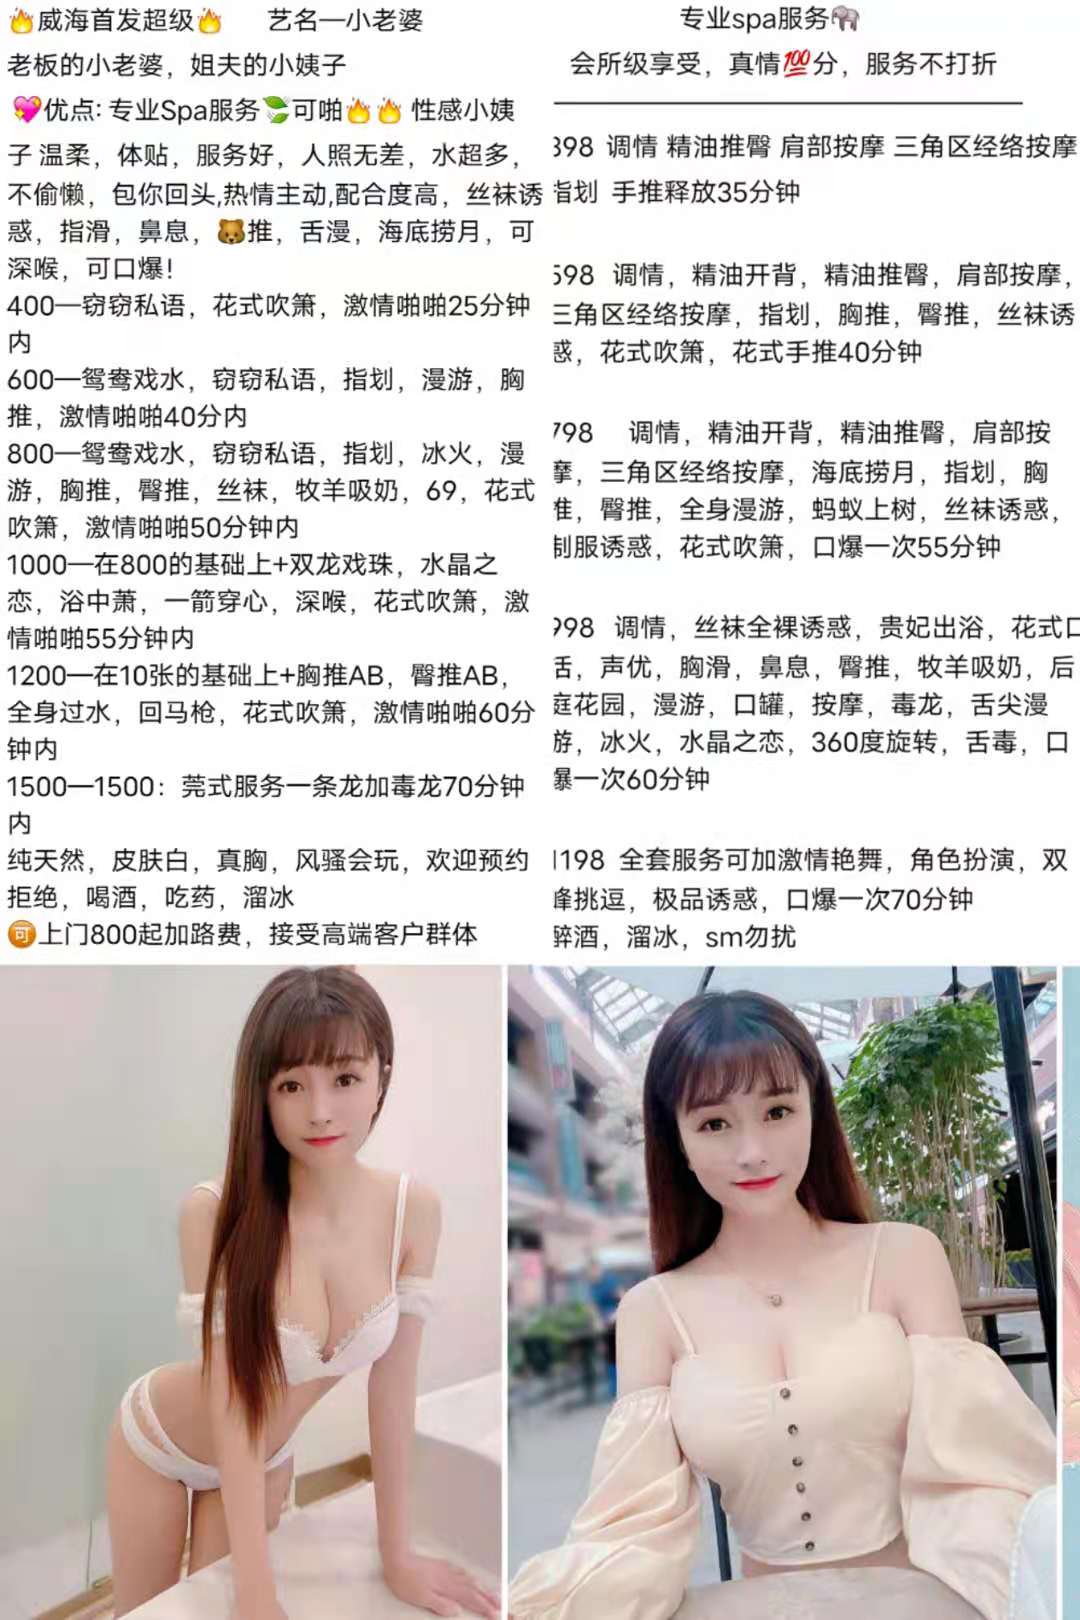 🔥威海首发超级🔥 艺名—小老婆
老板的小老婆，姐夫的小姨子
💖优点: 专业Spa服务🍃可啪🔥🔥 性感小姨
子 温柔，体贴，服务好，人照无差，水超多，
不偷懒，包你回头,热情主动,配合度高，丝袜诱
惑，指滑，鼻息，🐻推，舌漫，海底捞月，可
深喉，可口爆！
400—窃窃私语，花式吹箫，激情啪啪25分钟
内
600—鸳鸯戏水，窃窃私语，指划，漫游，胸
推，激情啪啪40分内
800—鸳鸯戏水，窃窃私语，指划，冰火，漫
游，胸推，臀推，丝袜，牧羊吸奶，69，花式
吹箫，激情啪啪50分钟内
1000—在800的基础上+双龙戏珠，水晶之
恋，浴中萧，一箭穿心，深喉，花式吹箫，激
情啪啪55分钟内
1200—在10张的基础上+胸推AB，臀推AB，
全身过水，回马枪，花式吹箫，激情啪啪60分
钟内
1500—1500：莞式服务一条龙加毒龙70分钟
内
纯天然，皮肤白，真胸，风骚会玩，欢迎预约
拒绝，喝酒，吃药，溜冰
🉑上门800起加路费，接受高端客户群体
专业spa服务🐘
会所级享受，真情💯分，服务不打折
398 调情 精油推臀 肩部按摩 三角区经络按摩
指划 手推释放35分钟
598 调情，精油开背，精油推臀，肩部按摩，
三角区经络按摩，指划，胸推，臀推，丝袜诱
惑，花式吹箫，花式手推40分钟
798 调情，精油开背，精油推臀，肩部按
摩，三角区经络按摩，海底捞月，指划，胸
推，臀推，全身漫游，蚂蚁上树，丝袜诱惑，
制服诱惑，花式吹箫，口爆一次55分钟
998 调情，丝袜全裸诱惑，贵妃出浴，花式口
活，声优，胸滑，鼻息，臀推，牧羊吸奶，后
庭花园，漫游，口罐，按摩，毒龙，舌尖漫
游，冰火，水晶之恋，360度旋转，舌毒，口
爆一次60分钟
1198 全套服务可加激情艳舞，角色扮演，双
峰挑逗，极品诱惑，口爆一次70分钟
醉酒，溜冰，sm勿扰